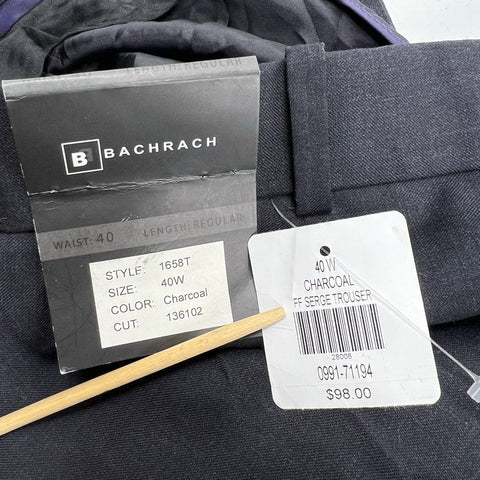 40 LENGTH: REGULAR
B BACHRACH
WAIST: 40 LENGTH: REGULAR
STYLE: 1658T
SIZE: 40W
COLOR: Charcoal
CUT: 136102
40 W
CHARCOAL
FF SERGE TROUSER
28008
0991-71194
$98.00